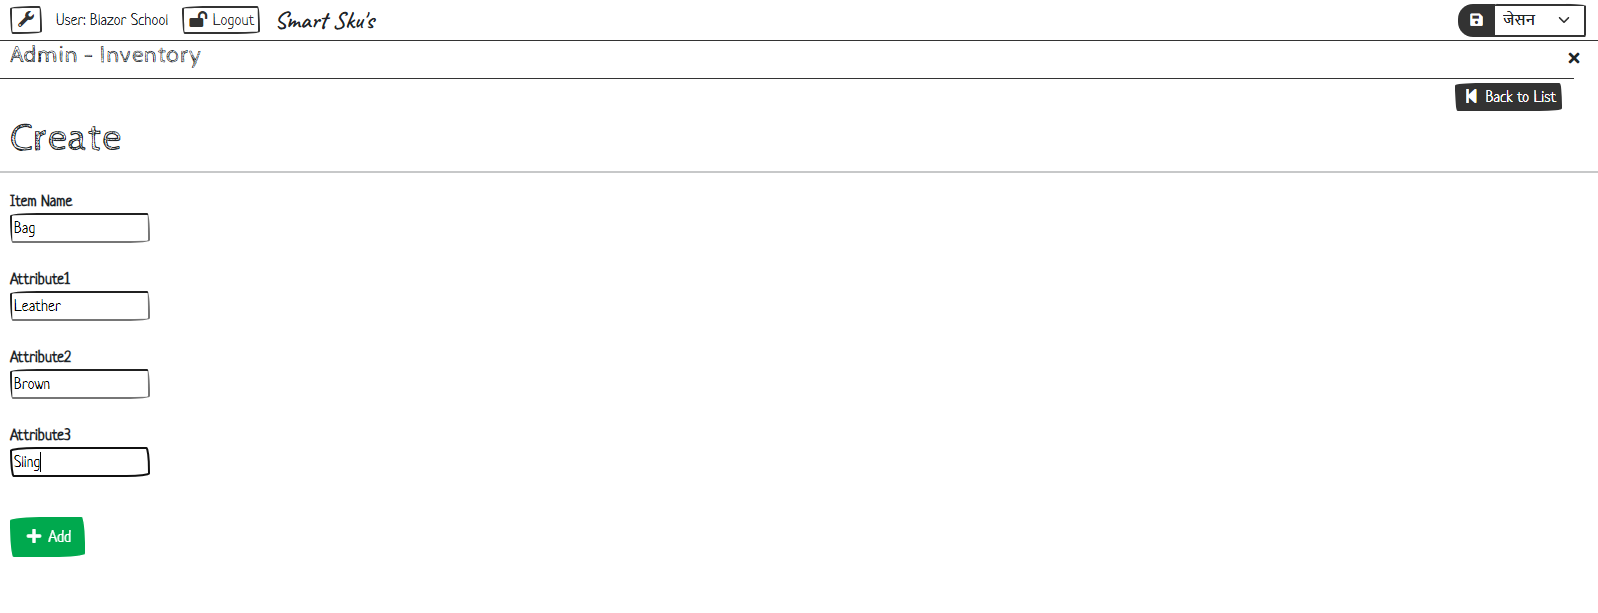 User: Blazor School Logout Smart Sku's जेसन
Admin - Inventory
Back to List
Create
Item Name
Bag
Attribute1
Leather
Attribute2
Brown
Attribute3
Sling
Add